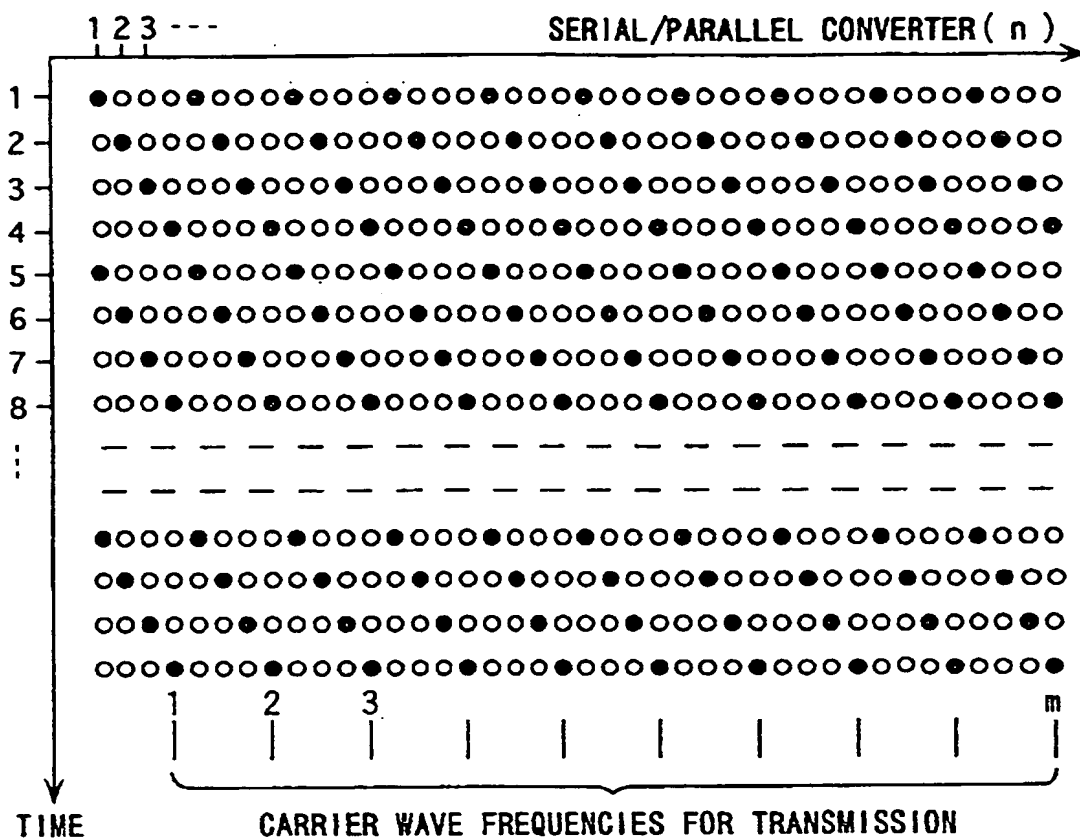 1 2 3 ---
SERIAL/PARALLEL CONVERTER( n )
1
2
3
4
5
6
7
8
1 2 3 m
TIME
CARRIER WAVE FREQUENCIES FOR TRANSMISSION